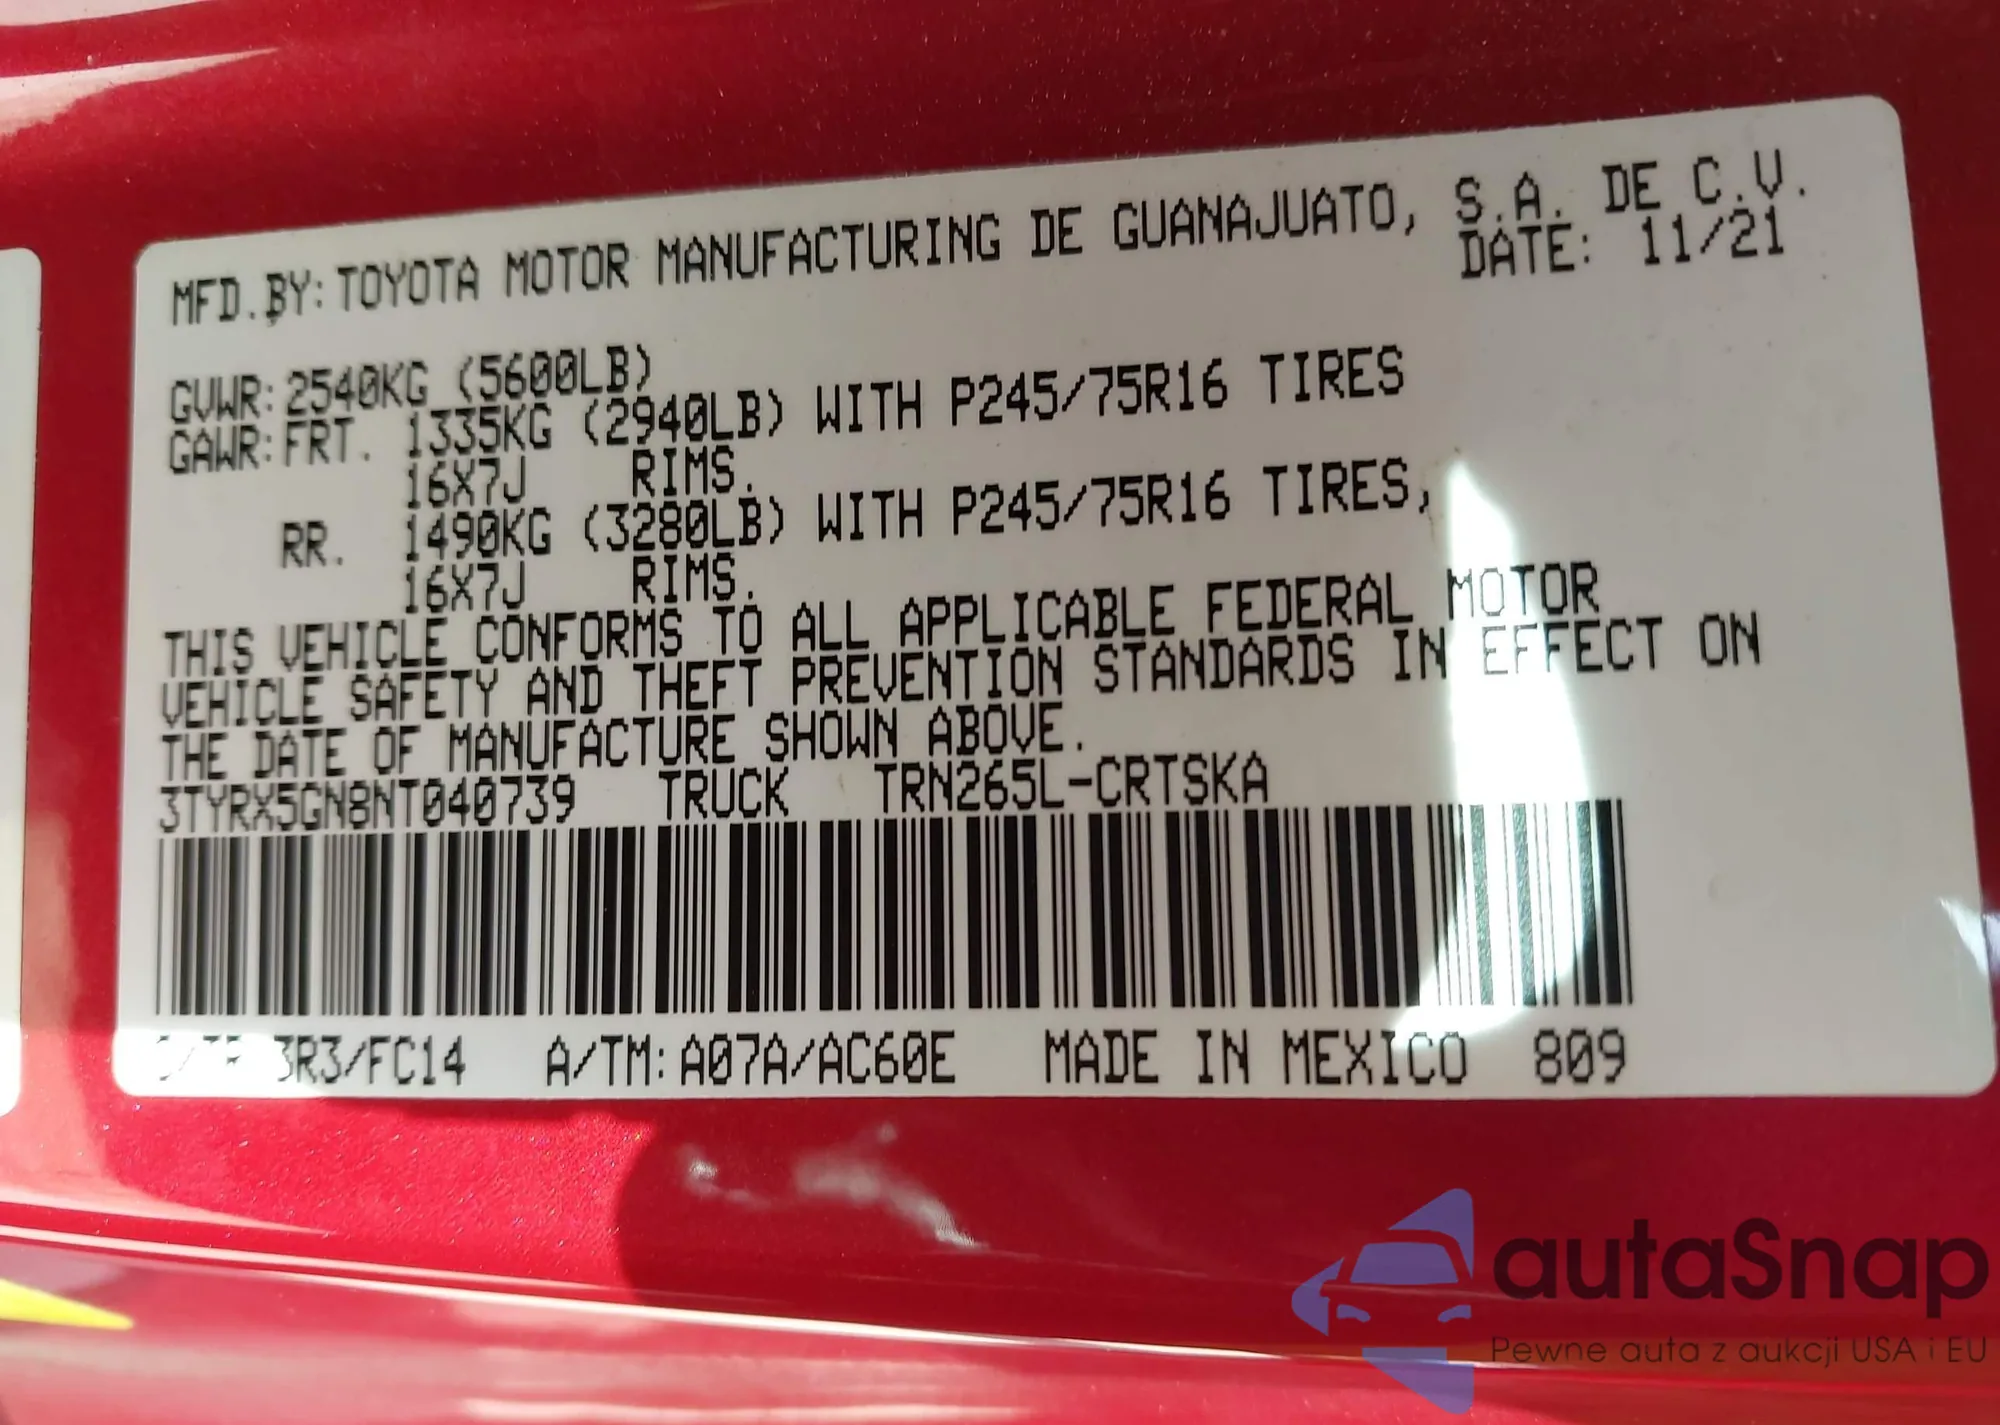 MFD.BY: TOYOTA MOTOR MANUFACTURING DE GUANAJUATO, S.A. DE C.V.
DATE: 11/21
GVWR: 2540KG (5600LB)
GAWR: FRT. 1335KG (2940LB) WITH P245/75R16 TIRES
16X7J RIMS.
RR. 1490KG (3280LB) WITH P245/75R16 TIRES,
16X7J RIMS.
THIS VEHICLE CONFORMS TO ALL APPLICABLE FEDERAL MOTOR
VEHICLE SAFETY AND THEFT PREVENTION STANDARDS IN EFFECT ON
THE DATE OF MANUFACTURE SHOWN ABOVE.
3TYRX5GN8NT040739 TRUCK TRN265L-CRTSKA
3R3/FC14 A/TM: A07A/AC60E MADE IN MEXICO 809
autaSnap
Pewne auta z aukcji USA i EU